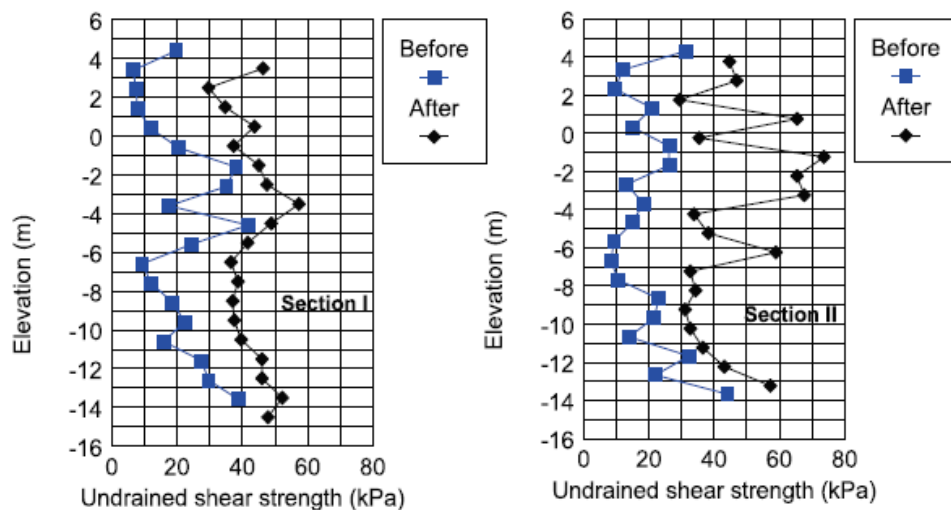 6
4
2
0
-2
-4
-6
-8
-10
-12
-14
-16
Elevation (m)
0 20 40 60 80
Undrained shear strength (kPa)
Section I
Before
After
6
4
2
0
-2
-4
-6
-8
-10
-12
-14
-16
Elevation (m)
0 20 40 60 80
Undrained shear strength (kPa)
Section II
Before
After